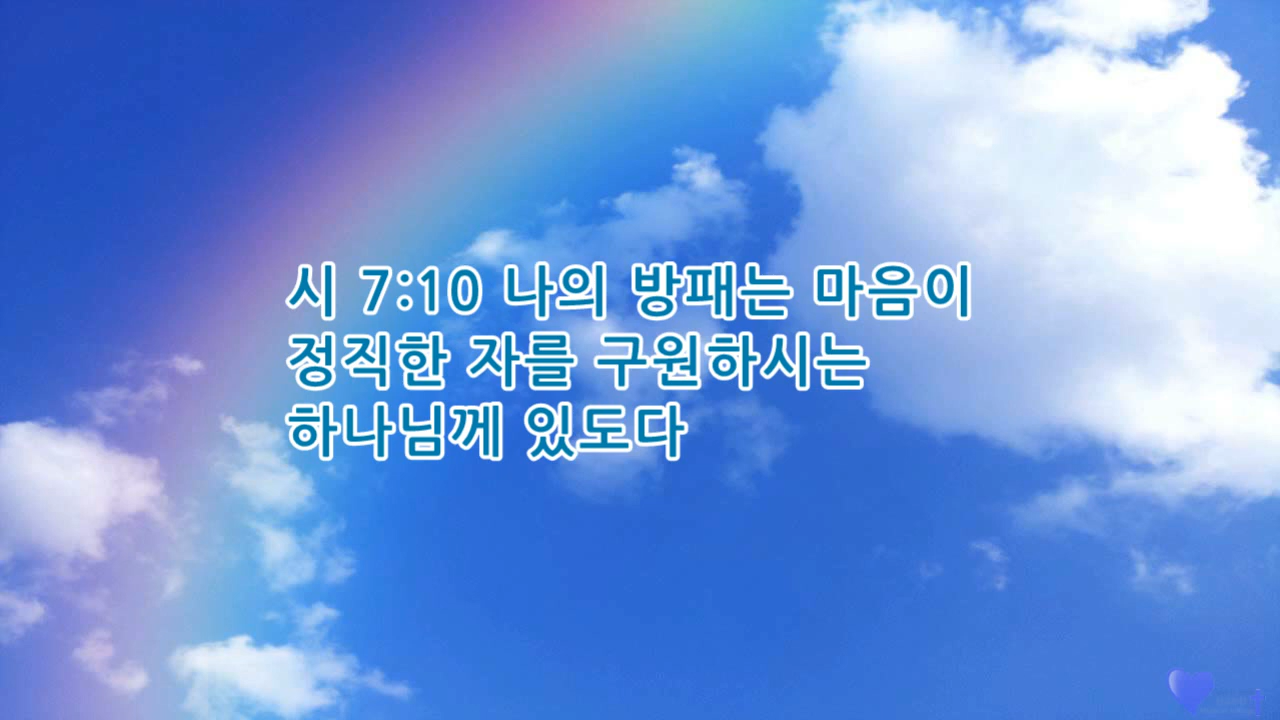 시 7:10 나의 방패는 마음이
정직한 자를 구원하시는
하나님께 있도다